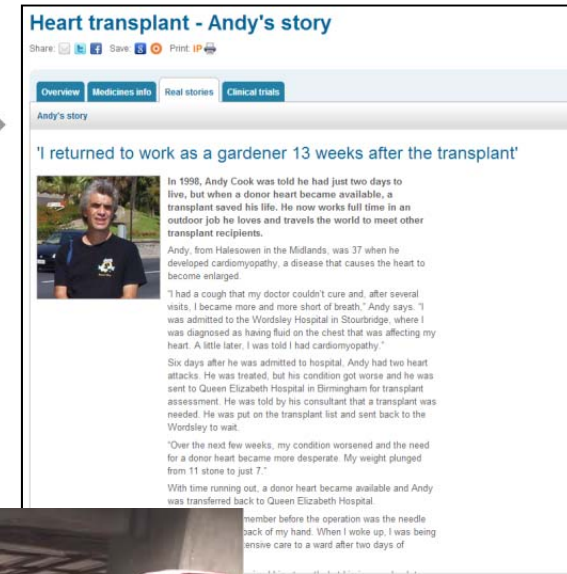 Heart transplant - Andy's story
Share: Save: Print: IP
Overview Medicines info Real stories Clinical trials
Andy's story
'I returned to work as a gardener 13 weeks after the transplant'
In 1998, Andy Cook was told he had just two days to
live, but when a donor heart became available, a
transplant saved his life. He now works full time in an
outdoor job he loves and travels the world to meet other
transplant recipients.
Andy, from Halesowen in the Midlands, was 37 when he
developed cardiomyopathy, a disease that causes the heart to
become enlarged.
"I had a cough that my doctor couldn't cure and, after several
visits, I became more and more short of breath," Andy says. "I
was admitted to the Wordsley Hospital in Stourbridge, where I
was diagnosed as having fluid on the chest that was affecting my
heart. A little later, I was told I had cardiomyopathy."
Six days after he was admitted to hospital, Andy had two heart
attacks. He was treated, but his condition got worse and he was
sent to Queen Elizabeth Hospital in Birmingham for transplant
assessment. He was told by his consultant that a transplant was
needed. He was put on the transplant list and sent back to the
Wordsley to wait.
"Over the next few weeks, my condition worsened and the need
for a donor heart became more desperate. My weight plunged
from 11 stone to just 7."
With time running out, a donor heart became available and Andy
was transferred back to Queen Elizabeth Hospital
member before the operation was the needle
back of my hand. When I woke up, I was being
ensive care to a ward after two days of